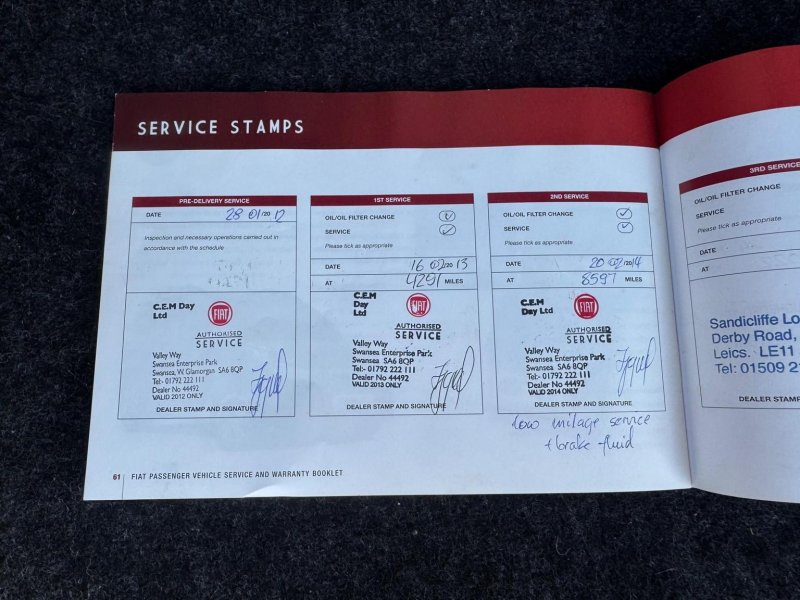 SERVICE STAMPS
PRE-DELIVERY SERVICE
DATE 28 01/20 12
Inspection and necessary operations carried out in
accordance with the schedule
C.E.M Day
Ltd
FIAT
AUTHORISED
SERVICE
Valley Way
Swansea Enterprise Park
Swansea, W. Glamorgan SA6 8QP
Tel:- 01792 222 111
Dealer No 44492
VALID 2012 ONLY
DEALER STAMP AND SIGNATURE
1ST SERVICE
OIL/OIL FILTER CHANGE
SERVICE
Please tick as appropriate
DATE 16 02/20 13
AT 4291 MILES
C.E.M
Day
Ltd
FIAT
AUTHORISED
SERVICE
Valley Way
Swansea Enterprise Park
Swansea SA6 8QP
Tel:- 01792 222 111
Dealer No 44492
VALID 2013 ONLY
DEALER STAMP AND SIGNATURE
2ND SERVICE
OIL/OIL FILTER CHANGE
SERVICE
Please tick as appropriate
DATE 20 02/2014
AT 8597 MILES
C.E.M
Day Ltd
FIAT
AUTHORISED
SERVICE
Valley Way
Swansea Enterprise Park
Swansea SA6 8QP
Tel:- 01792 222 111
Dealer No 44492
VALID 2014 ONLY
DEALER STAMP AND SIGNATURE
low milage service
+ brake fluid
61 FIAT PASSENGER VEHICLE SERVICE AND WARRANTY BOOKLET
3RD SERVICE
OIL/OIL FILTER CHANGE
SERVICE
Please tick as appropriate
DATE
AT
Sandicliffe Lo
Derby Road,
Leics. LE11
Tel: 01509 2
DEALER STAMP